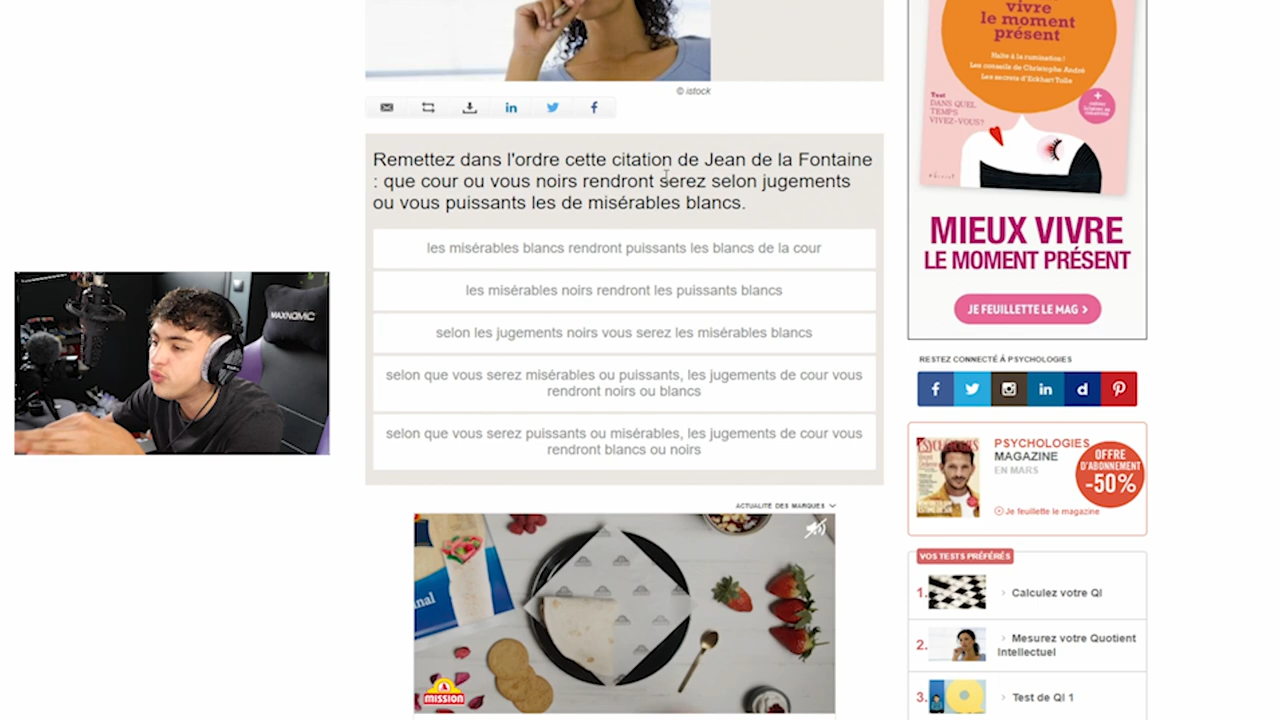 vivre
le moment
présent
Halte à la rumination !
Les conseils de Christophe André
Les secrets d'Eckhart Tolle
Test
DANS QUEL
TEMPS
VIVEZ-VOUS?
MIEUX VIVRE
LE MOMENT PRÉSENT
JE FEUILLETTE LE MAG >
© istock
Remettez dans l'ordre cette citation de Jean de la Fontaine
: que cour ou vous noirs rendront serez selon jugements
ou vous puissants les de misérables blancs.
les misérables blancs rendront puissants les blancs de la cour
les misérables noirs rendront les puissants blancs
selon les jugements noirs vous serez les misérables blancs
selon que vous serez misérables ou puissants, les jugements de cour vous
rendront noirs ou blancs
selon que vous serez puissants ou misérables, les jugements de cour vous
rendront blancs ou noirs
MAXNOMIC
ACTUALITÉ DES MARQUES
MISSION
RESTEZ CONNECTÉ À PSYCHOLOGIES
PSYCHOLOGIES
MAGAZINE
EN MARS
OFFRE
D'ABONNEMENT
-50%
Je feuillette le magazine
VOS TESTS PRÉFÉRÉS
1. > Calculez votre QI
2. > Mesurez votre Quotient
Intellectuel
3. > Test de QI 1